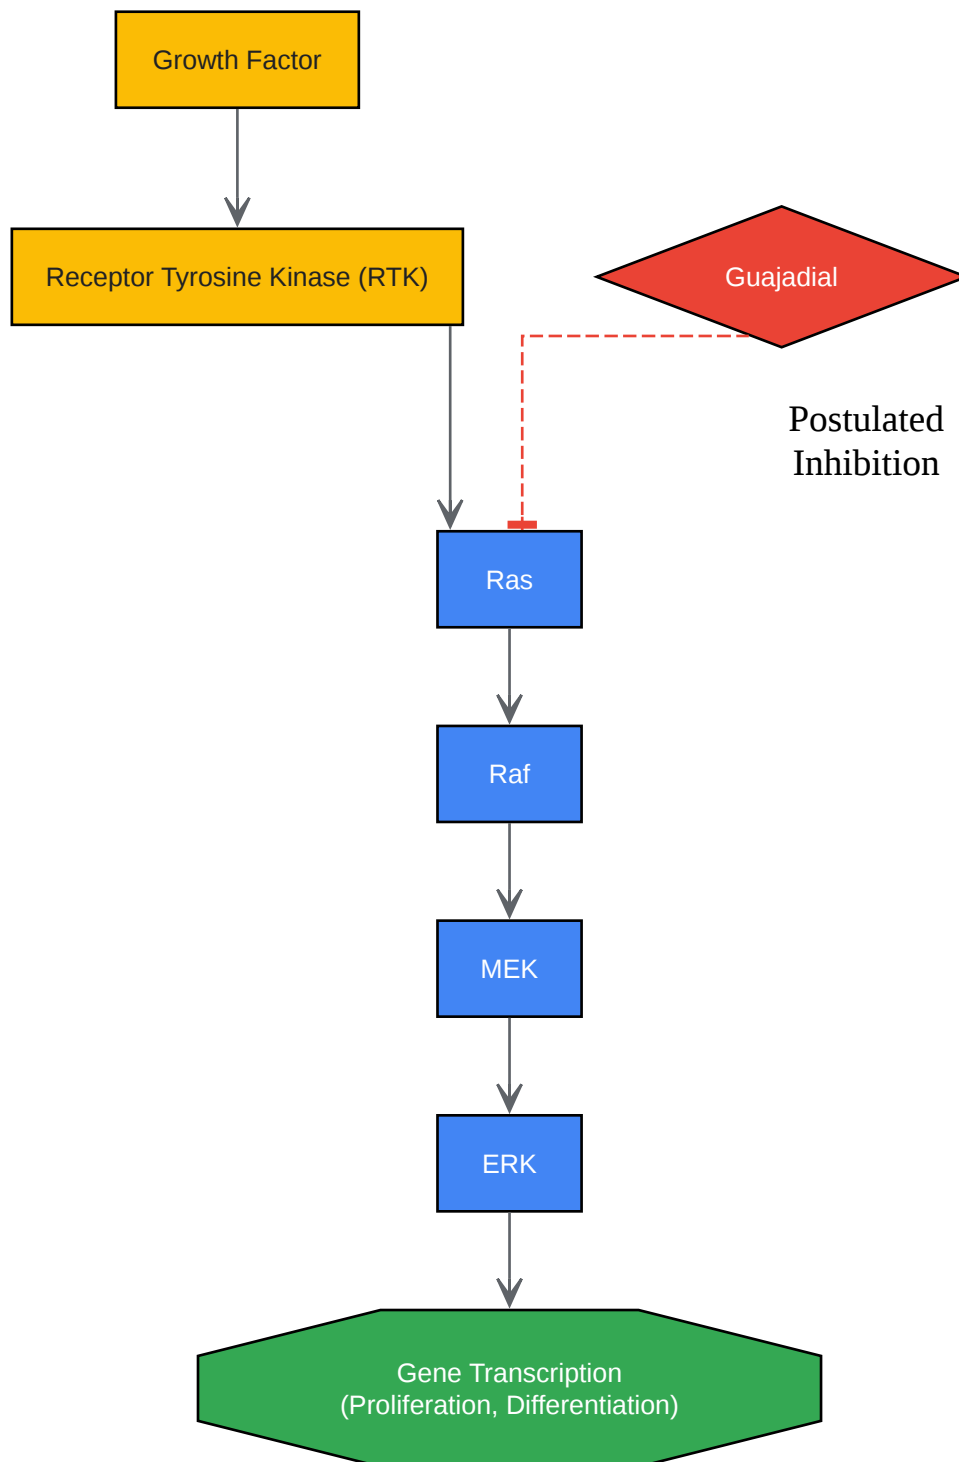 Growth Factor
Receptor Tyrosine Kinase (RTK)
Guajadial
Postulated
Inhibition
Ras
Raf
MEK
ERK
Gene Transcription
(Proliferation, Differentiation)